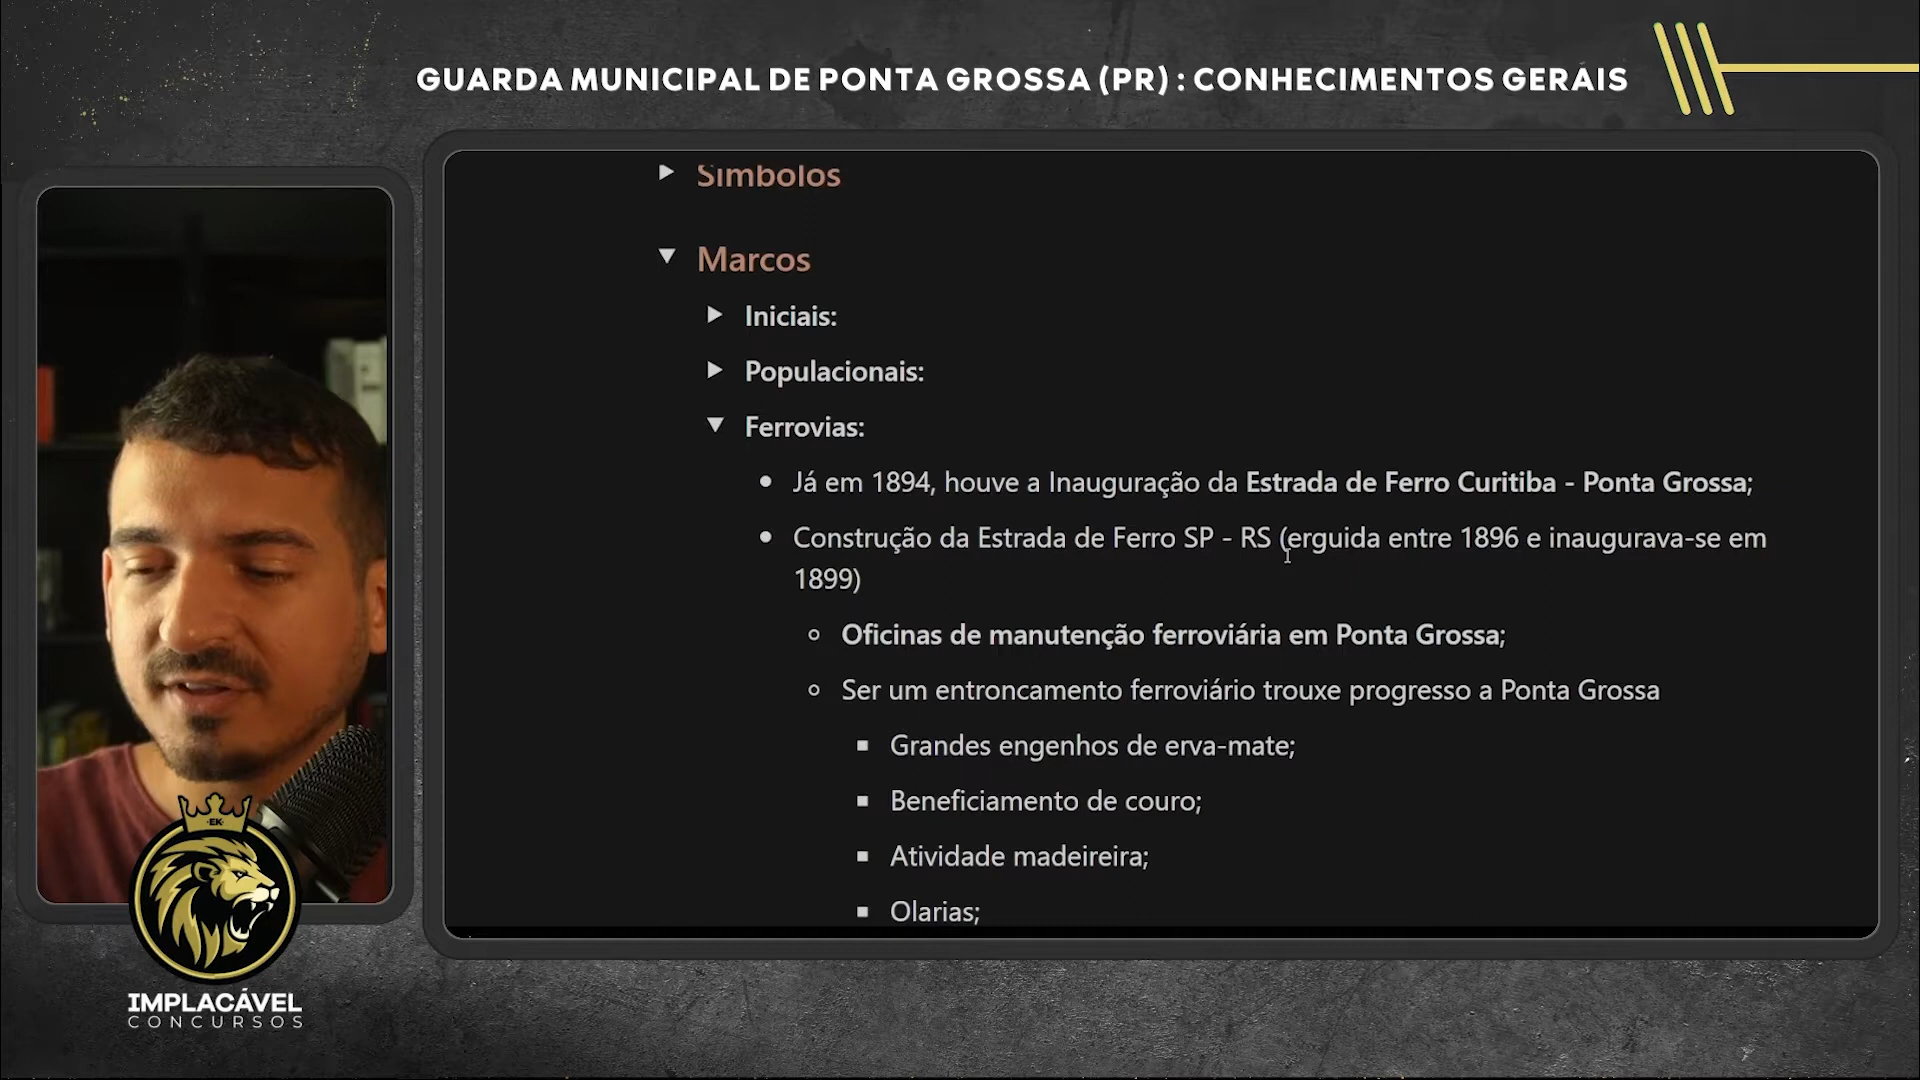 GUARDA MUNICIPAL DE PONTA GROSSA (PR) : CONHECIMENTOS GERAIS
Símbolos
Marcos
Iniciais:
Populacionais:
Ferrovias:
Já em 1894, houve a Inauguração da Estrada de Ferro Curitiba - Ponta Grossa;
Construção da Estrada de Ferro SP - RS (erguida entre 1896 e inaugurava-se em
1899)
Oficinas de manutenção ferroviária em Ponta Grossa;
Ser um entroncamento ferroviário trouxe progresso a Ponta Grossa
Grandes engenhos de erva-mate;
Beneficiamento de couro;
Atividade madeireira;
Olarias;
EK
IMPLACÁVEL
CONCURSOS